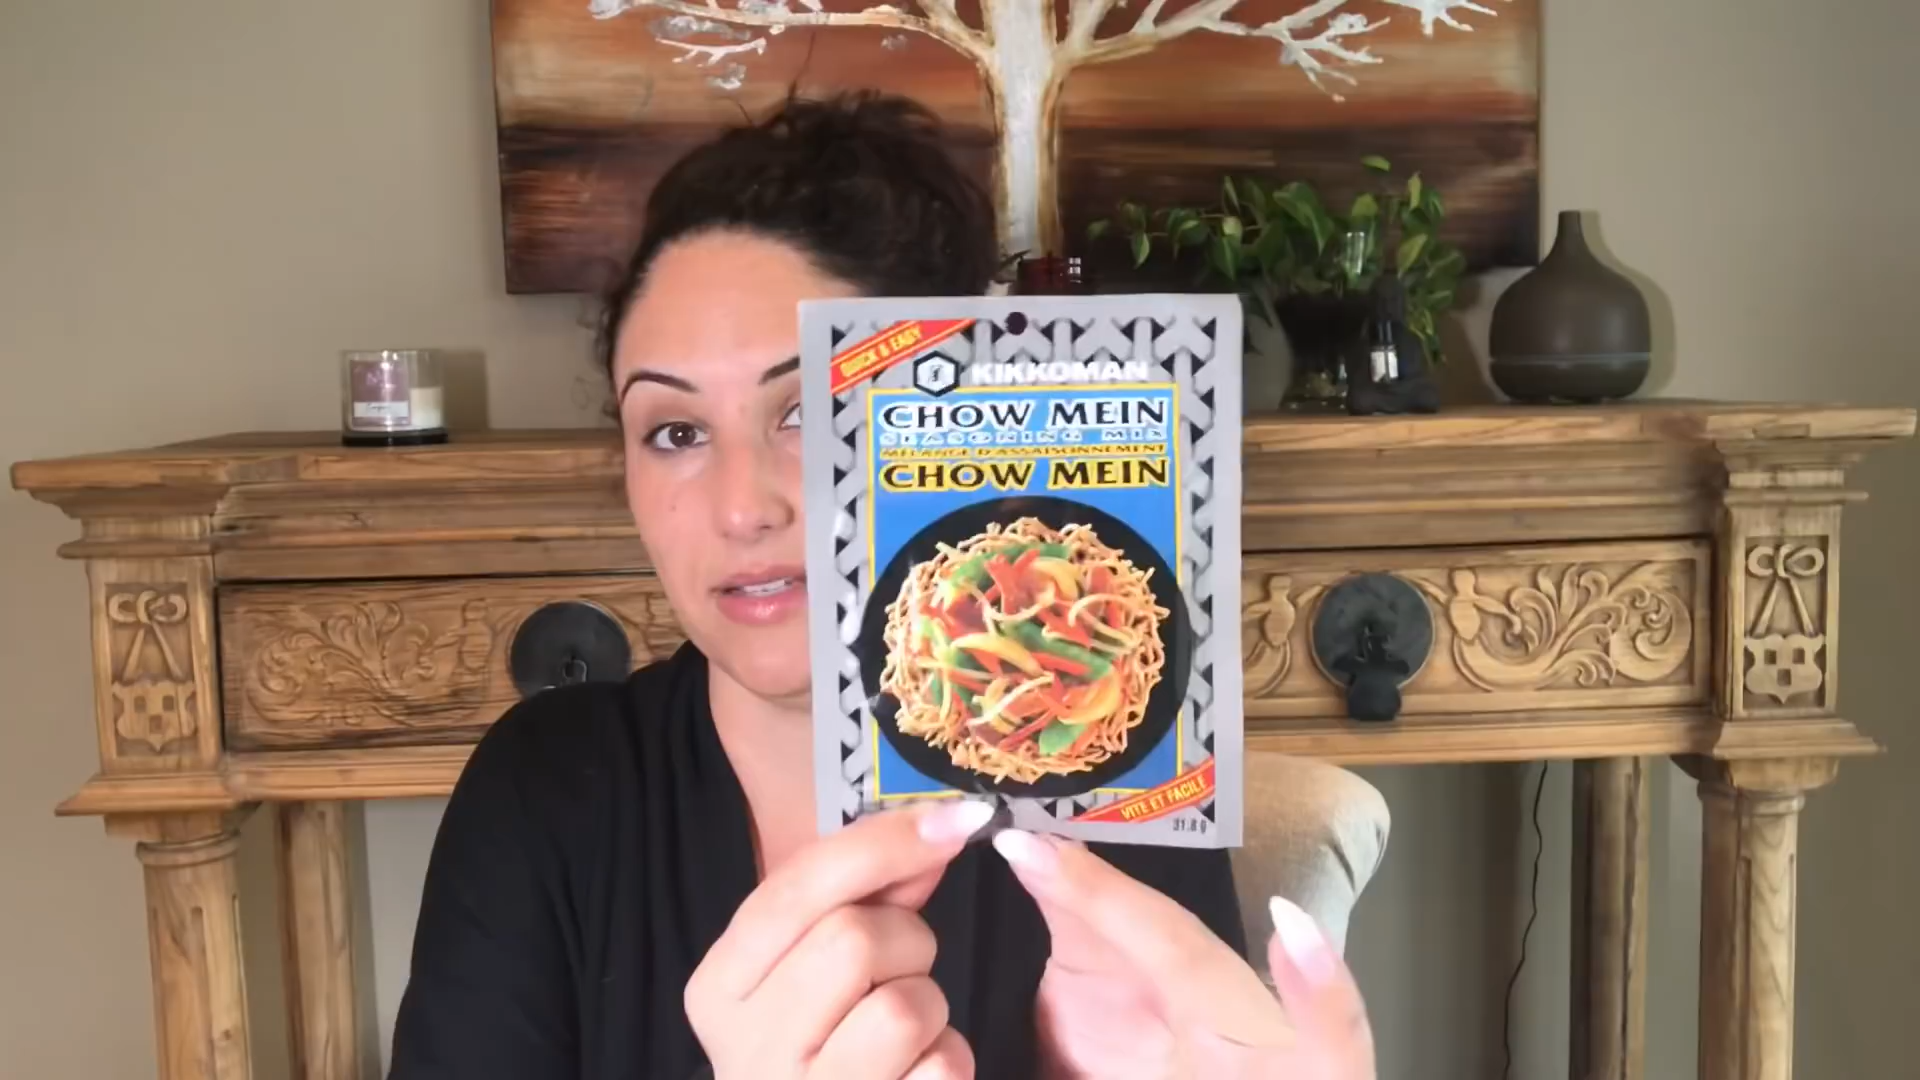 QUICK & EASY
KIKKOMAN
CHOW MEIN
SEASONING MIX
MÉLANGE D'ASSAISONNEMENT
CHOW MEIN
VITE ET FACILE
31.8 g